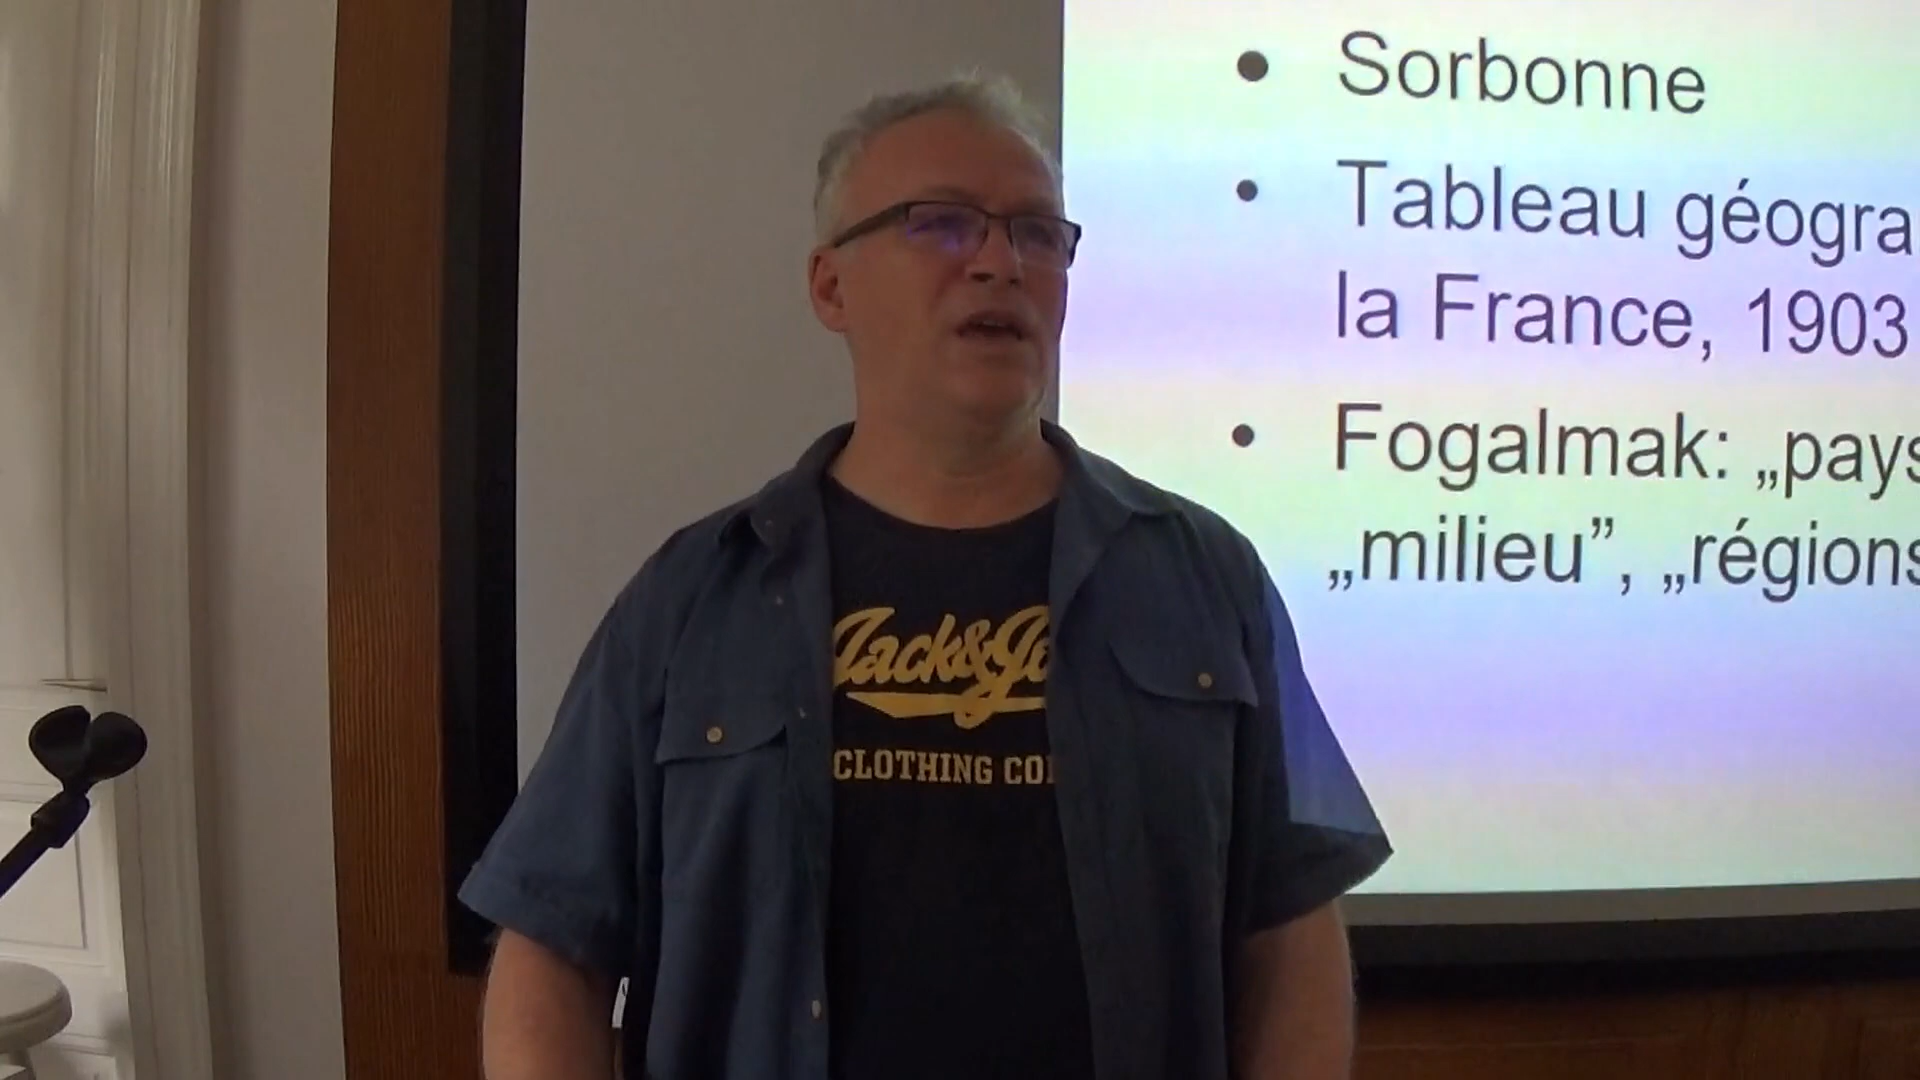 • Sorbonne
• Tableau géogra
la France, 1903
• Fogalmak: „pays
„milieu”, „régions
Jack&Jo
CLOTHING CO